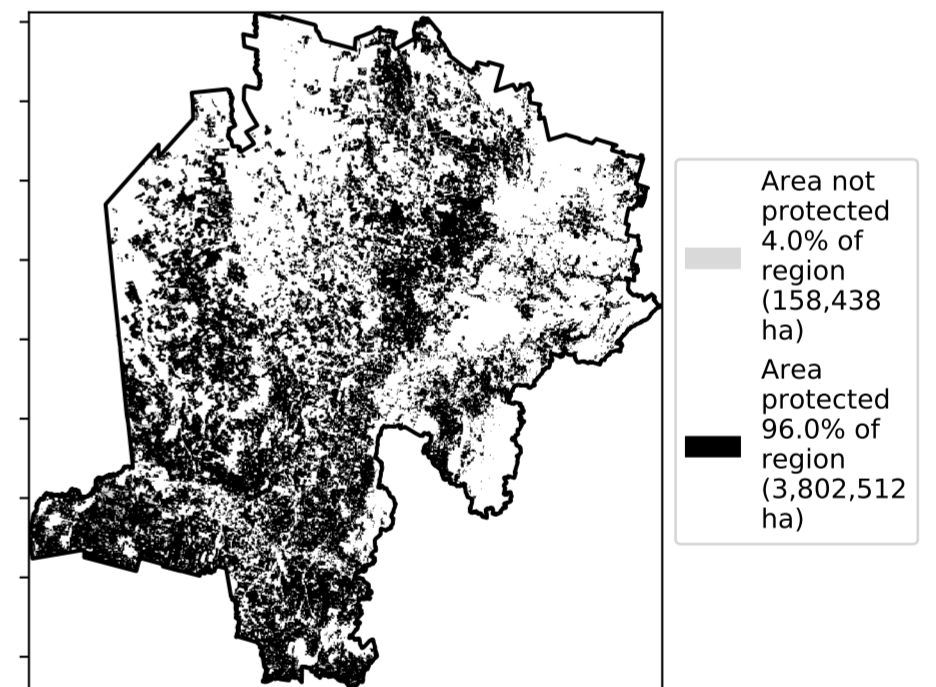 Area not
protected
4.0% of
region
(158,438
ha)
Area
protected
96.0% of
region
(3,802,512
ha)